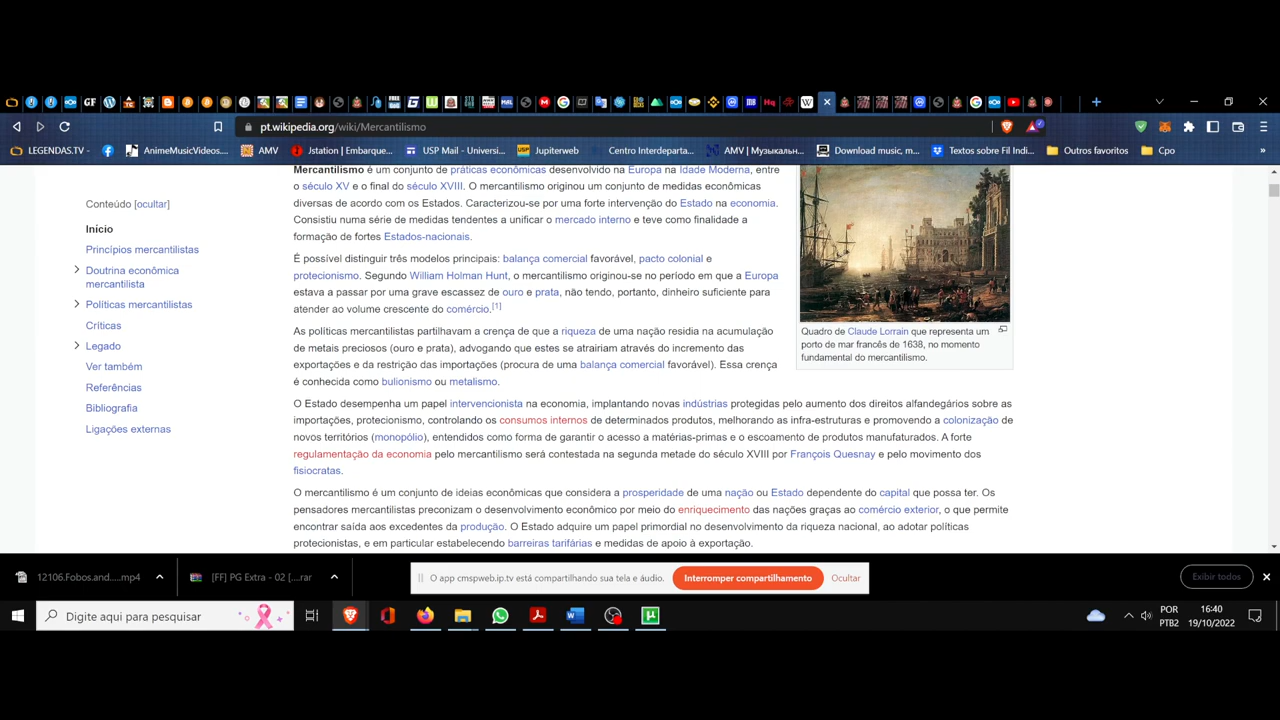 pt.wikipedia.org/wiki/Mercantilismo
LEGENDAS.TV -
AnimeMusicVideos....
AMV
Jstation | Embarque...
USP Mail - Universi...
Jupiterweb
Centro Interdeparta...
AMV | Музыкальн...
Download music, m...
Textos sobre Fil Indi...
Outros favoritos
Cpo
»
Conteúdo [ocultar]
Início
Princípios mercantilistas
Doutrina econômica
mercantilista
Políticas mercantilistas
Críticas
Legado
Ver também
Referências
Bibliografia
Ligações externas
Mercantilismo é um conjunto de práticas econômicas desenvolvido na Europa na Idade Moderna, entre
o século XV e o final do século XVIII. O mercantilismo originou um conjunto de medidas econômicas
diversas de acordo com os Estados. Caracterizou-se por uma forte intervenção do Estado na economia.
Consistiu numa série de medidas tendentes a unificar o mercado interno e teve como finalidade a
formação de fortes Estados-nacionais.
É possível distinguir três modelos principais: balança comercial favorável, pacto colonial e
protecionismo. Segundo William Holman Hunt, o mercantilismo originou-se no período em que a Europa
estava a passar por uma grave escassez de ouro e prata, não tendo, portanto, dinheiro suficiente para
atender ao volume crescente do comércio.[1]
As políticas mercantilistas partilhavam a crença de que a riqueza de uma nação residia na acumulação
de metais preciosos (ouro e prata), advogando que estes se atrairiam através do incremento das
exportações e da restrição das importações (procura de uma balança comercial favorável). Essa crença
é conhecida como bulionismo ou metalismo.
Quadro de Claude Lorrain que representa um
porto de mar francês de 1638, no momento
fundamental do mercantilismo.
O Estado desempenha um papel intervencionista na economia, implantando novas indústrias protegidas pelo aumento dos direitos alfandegários sobre as
importações, protecionismo, controlando os consumos internos de determinados produtos, melhorando as infra-estruturas e promovendo a colonização de
novos territórios (monopólio), entendidos como forma de garantir o acesso a matérias-primas e o escoamento de produtos manufaturados. A forte
regulamentação da economia pelo mercantilismo será contestada na segunda metade do século XVIII por François Quesnay e pelo movimento dos
fisiocratas.
O mercantilismo é um conjunto de ideias econômicas que considera a prosperidade de uma nação ou Estado dependente do capital que possa ter. Os
pensadores mercantilistas preconizam o desenvolvimento econômico por meio do enriquecimento das nações graças ao comércio exterior, o que permite
encontrar saída aos excedentes da produção. O Estado adquire um papel primordial no desenvolvimento da riqueza nacional, ao adotar políticas
protecionistas, e em particular estabelecendo barreiras tarifárias e medidas de apoio à exportação.
12106.Fobos.and.....mp4
[FF] PG Extra - 02 [....rar
O app cmspweb.ip.tv está compartilhando sua tela e áudio.
Interromper compartilhamento
Ocultar
Exibir todos
Digite aqui para pesquisar
POR
PTB2
16:40
19/10/2022